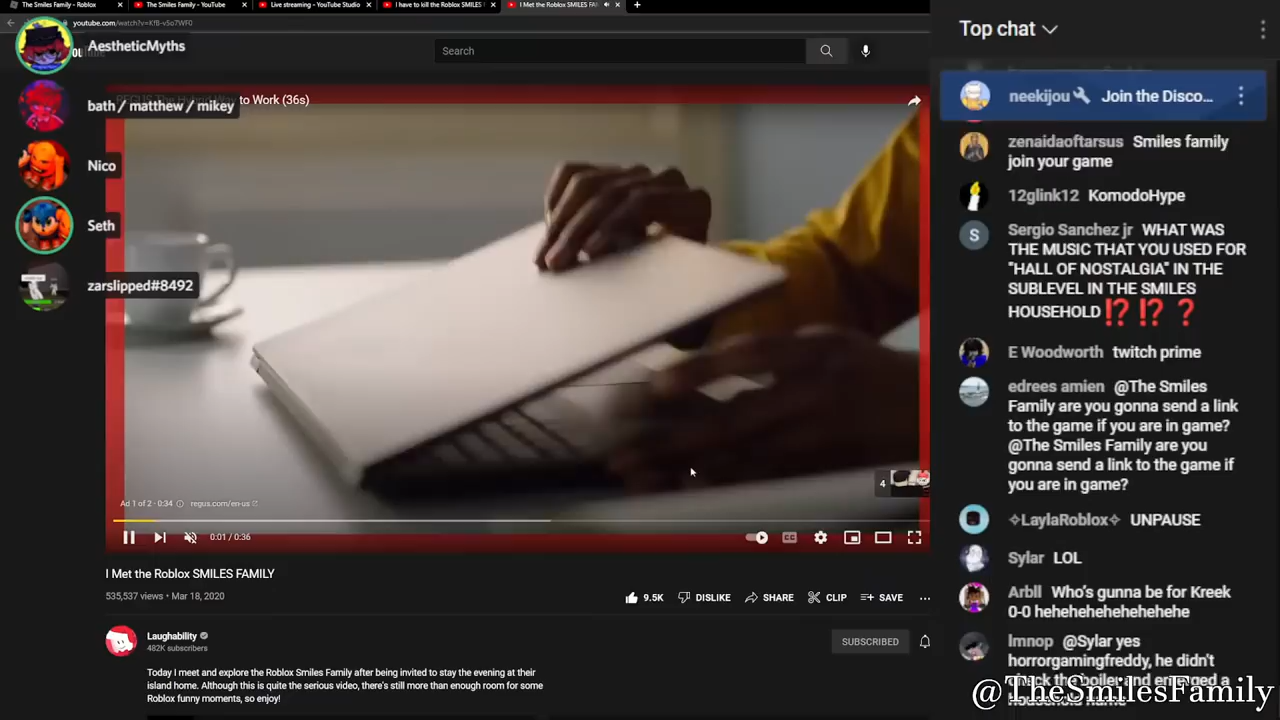 The Smiles Family - Roblox
The Smiles Family - YouTube
Live streaming - YouTube Studio
I have to kill the Roblox SMILES
I Met the Roblox SMILES FAM
youtube.com/watch?v=KfB-v5o7WF0
AestheticMyths
Search
Top chat
to Work (36s)
bath / matthew / mikey
Nico
Seth
zarslipped#8492
neekijou Join the Disco...
zenaidaoftarsus Smiles family
join your game
12glink12 KomodoHype
S
Sergio Sanchez jr WHAT WAS
THE MUSIC THAT YOU USED FOR
"HALL OF NOSTALGIA" IN THE
SUBLEVEL IN THE SMILES
HOUSEHOLD ⁉️ ⁉️ ❓
E Woodworth twitch prime
edrees amien @The Smiles
Family are you gonna send a link
to the game if you are in game?
@The Smiles Family are you
gonna send a link to the game if
you are in game?
✧LaylaRoblox✧ UNPAUSE
Sylar LOL
Arbll Who's gunna be for Kreek
0-0 hehehehehehehehe
lmnop @Sylar yes
horrorgamingfreddy, he didn't
4
Ad 1 of 2 · 0:34
regus.com/en-us
0:01 / 0:36
I Met the Roblox SMILES FAMILY
535,537 views • Mar 18, 2020
9.5K
DISLIKE
SHARE
CLIP
SAVE
...
Laughability
482K subscribers
SUBSCRIBED
Today I meet and explore the Roblox Smiles Family after being invited to stay the evening at their
island home. Although this is quite the serious video, there's still more than enough room for some
Roblox funny moments, so enjoy!
@TheSmilesFamily